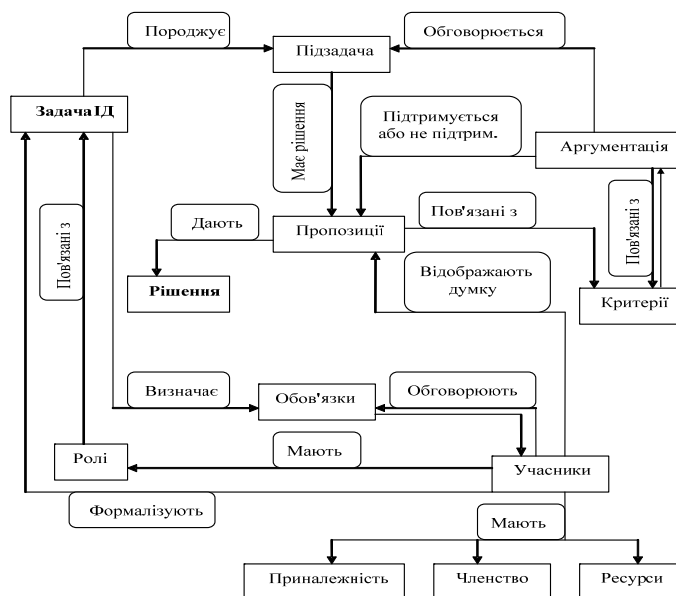 Породжує
Підзадача
Обговорюється
Задача ІД
Має рішення
Підтримується
або не підтрим.
Аргументація
Пов'язані з
Дають
Пропозиції
Пов'язані з
Пов'язані з
Рішення
Відображають
думку
Критерії
Визначає
Обов'язки
Обговорюють
Ролі
Мають
Учасники
Формалізують
Мають
Приналежність
Членство
Ресурси